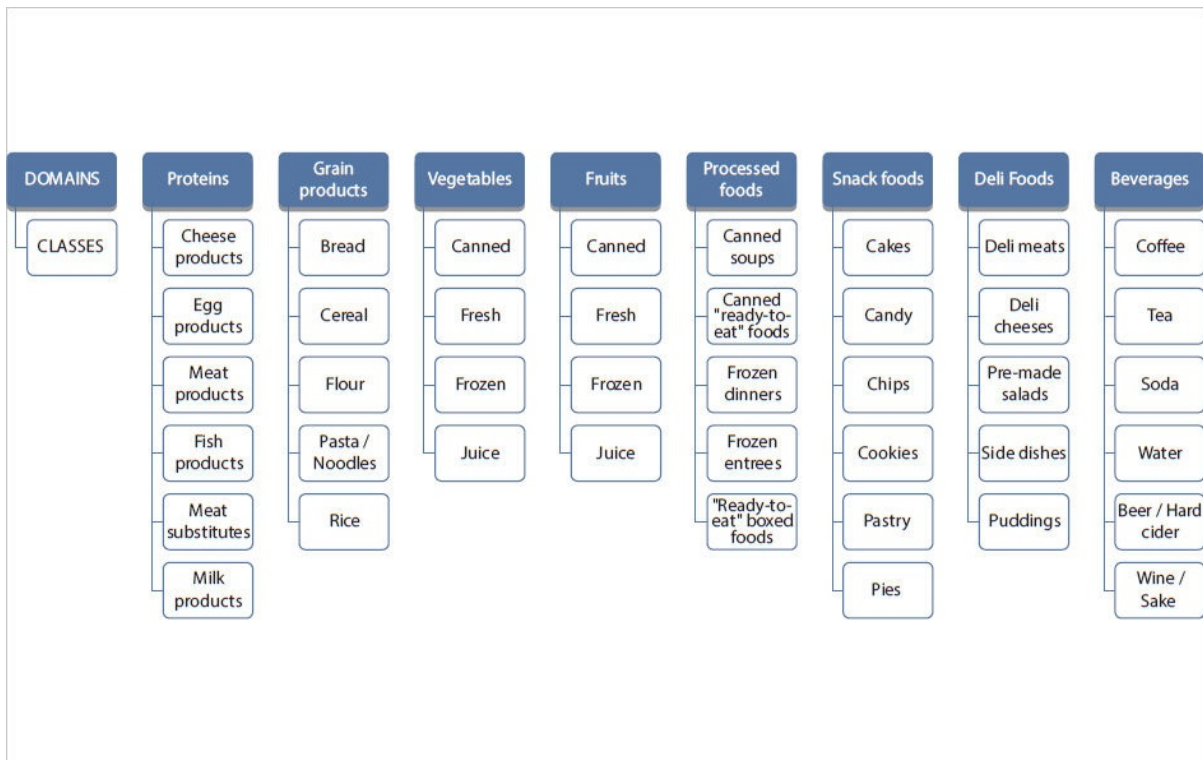 DOMAINS
CLASSES
Proteins
Cheese
products
Egg
products
Meat
products
Fish
products
Meat
substitutes
Milk
products
Grain
products
Bread
Cereal
Flour
Pasta /
Noodles
Rice
Vegetables
Canned
Fresh
Frozen
Juice
Fruits
Canned
Fresh
Frozen
Juice
Processed
foods
Canned
soups
Canned
"ready-to-
eat" foods
Frozen
dinners
Frozen
entrees
"Ready-to-
eat" boxed
foods
Snack foods
Cakes
Candy
Chips
Cookies
Pastry
Pies
Deli Foods
Deli meats
Deli
cheeses
Pre-made
salads
Side dishes
Puddings
Beverages
Coffee
Tea
Soda
Water
Beer / Hard
cider
Wine /
Sake